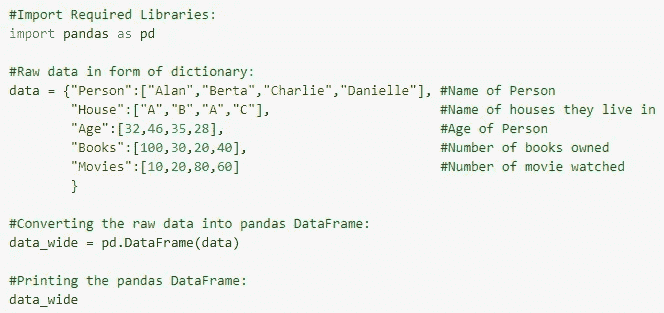 #Import Required Libraries:
import pandas as pd
#Raw data in form of dictionary:
data = {"Person":["Alan","Berta","Charlie","Danielle"], #Name of Person
"House":["A","B","A","C"], #Name of houses they live in
"Age":[32,46,35,28], #Age of Person
"Books":[100,30,20,40], #Number of books owned
"Movies":[10,20,80,60] #Number of movie watched
}
#Converting the raw data into pandas DataFrame:
data_wide = pd.DataFrame(data)
#Printing the pandas DataFrame:
data_wide